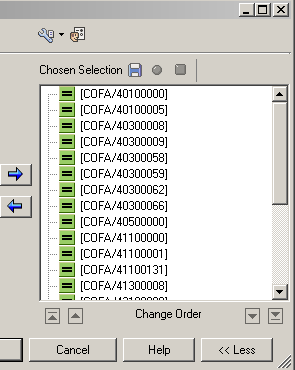 Chosen Selection
[COFA/40100000]
[COFA/40100005]
[COFA/40300008]
[COFA/40300009]
[COFA/40300058]
[COFA/40300059]
[COFA/40300062]
[COFA/40300066]
[COFA/40500000]
[COFA/41100000]
[COFA/41100001]
[COFA/41100131]
[COFA/41300008]
Change Order
Cancel Help << Less